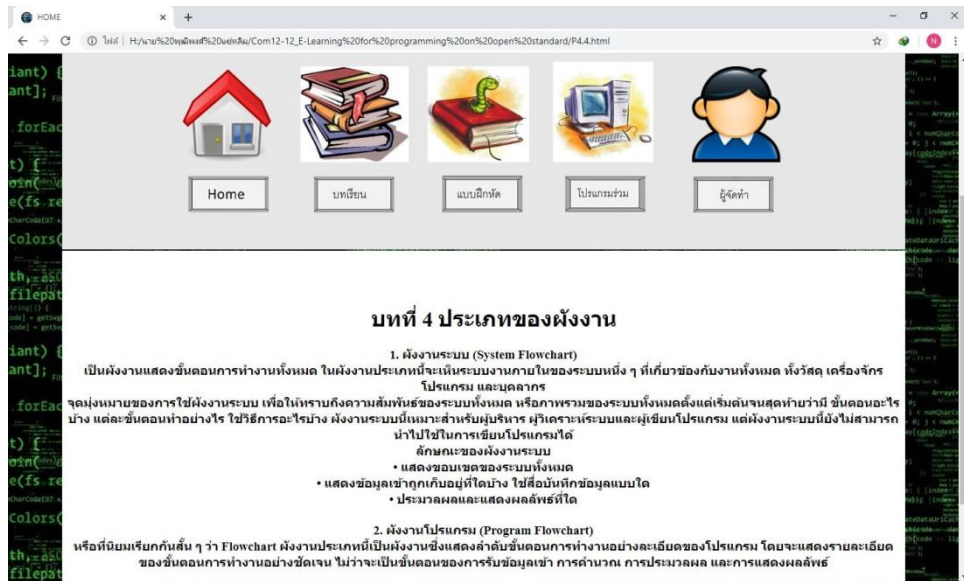 HOME
ไฟล์ | H:/นาย%20พุฒิพงศ์%20แซ่หลิม/Com12-12_E-Learning%20for%20programming%20on%20open%20standard/P4.4.html
N
Home
บทเรียน
แบบฝึกหัด
โปรแกรมร่วม
ผู้จัดทำ
บทที่ 4 ประเภทของผังงาน
1. ผังงานระบบ (System Flowchart)
เป็นผังงานแสดงขั้นตอนการทำงานทั้งหมด ในผังงานประเภทนี้จะเห็นระบบงานภายในของระบบหนึ่ง ๆ ที่เกี่ยวข้องกับงานทั้งหมด ทั้งวัสดุ เครื่องจักร
โปรแกรม และบุคลากร
จุดมุ่งหมายของการใช้ผังงานระบบ เพื่อให้ทราบถึงความสัมพันธ์ของระบบทั้งหมด หรือภาพรวมของระบบทั้งหมดตั้งแต่เริ่มต้นจนสุดท้ายว่ามี ขั้นตอนอะไร
บ้าง แต่ละขั้นตอนทำอย่างไร ใช้วิธีการอะไรบ้าง ผังงานระบบนี้เหมาะสำหรับผู้บริหาร ผู้วิเคราะห์ระบบและผู้เขียนโปรแกรม แต่ผังงานระบบนี้ยังไม่สามารถ
นำไปใช้ในการเขียนโปรแกรมได้
ลักษณะของผังงานระบบ
• แสดงขอบเขตของระบบทั้งหมด
• แสดงข้อมูลเข้าถูกเก็บอยู่ที่ใดบ้าง ใช้สื่อบันทึกข้อมูลแบบใด
• ประมวลผลและแสดงผลลัพธ์ที่ใด
2. ผังงานโปรแกรม (Program Flowchart)
หรือที่นิยมเรียกกันสั้น ๆ ว่า Flowchart ผังงานประเภทนี้เป็นผังงานซึ่งแสดงลำดับขั้นตอนการทำงานอย่างละเอียดของโปรแกรม โดยจะแสดงรายละเอียด
ของขั้นตอนการทำงานอย่างชัดเจน ไม่ว่าจะเป็นขั้นตอนของการรับข้อมูลเข้า การคำนวณ การประมวลผล และการแสดงผลลัพธ์